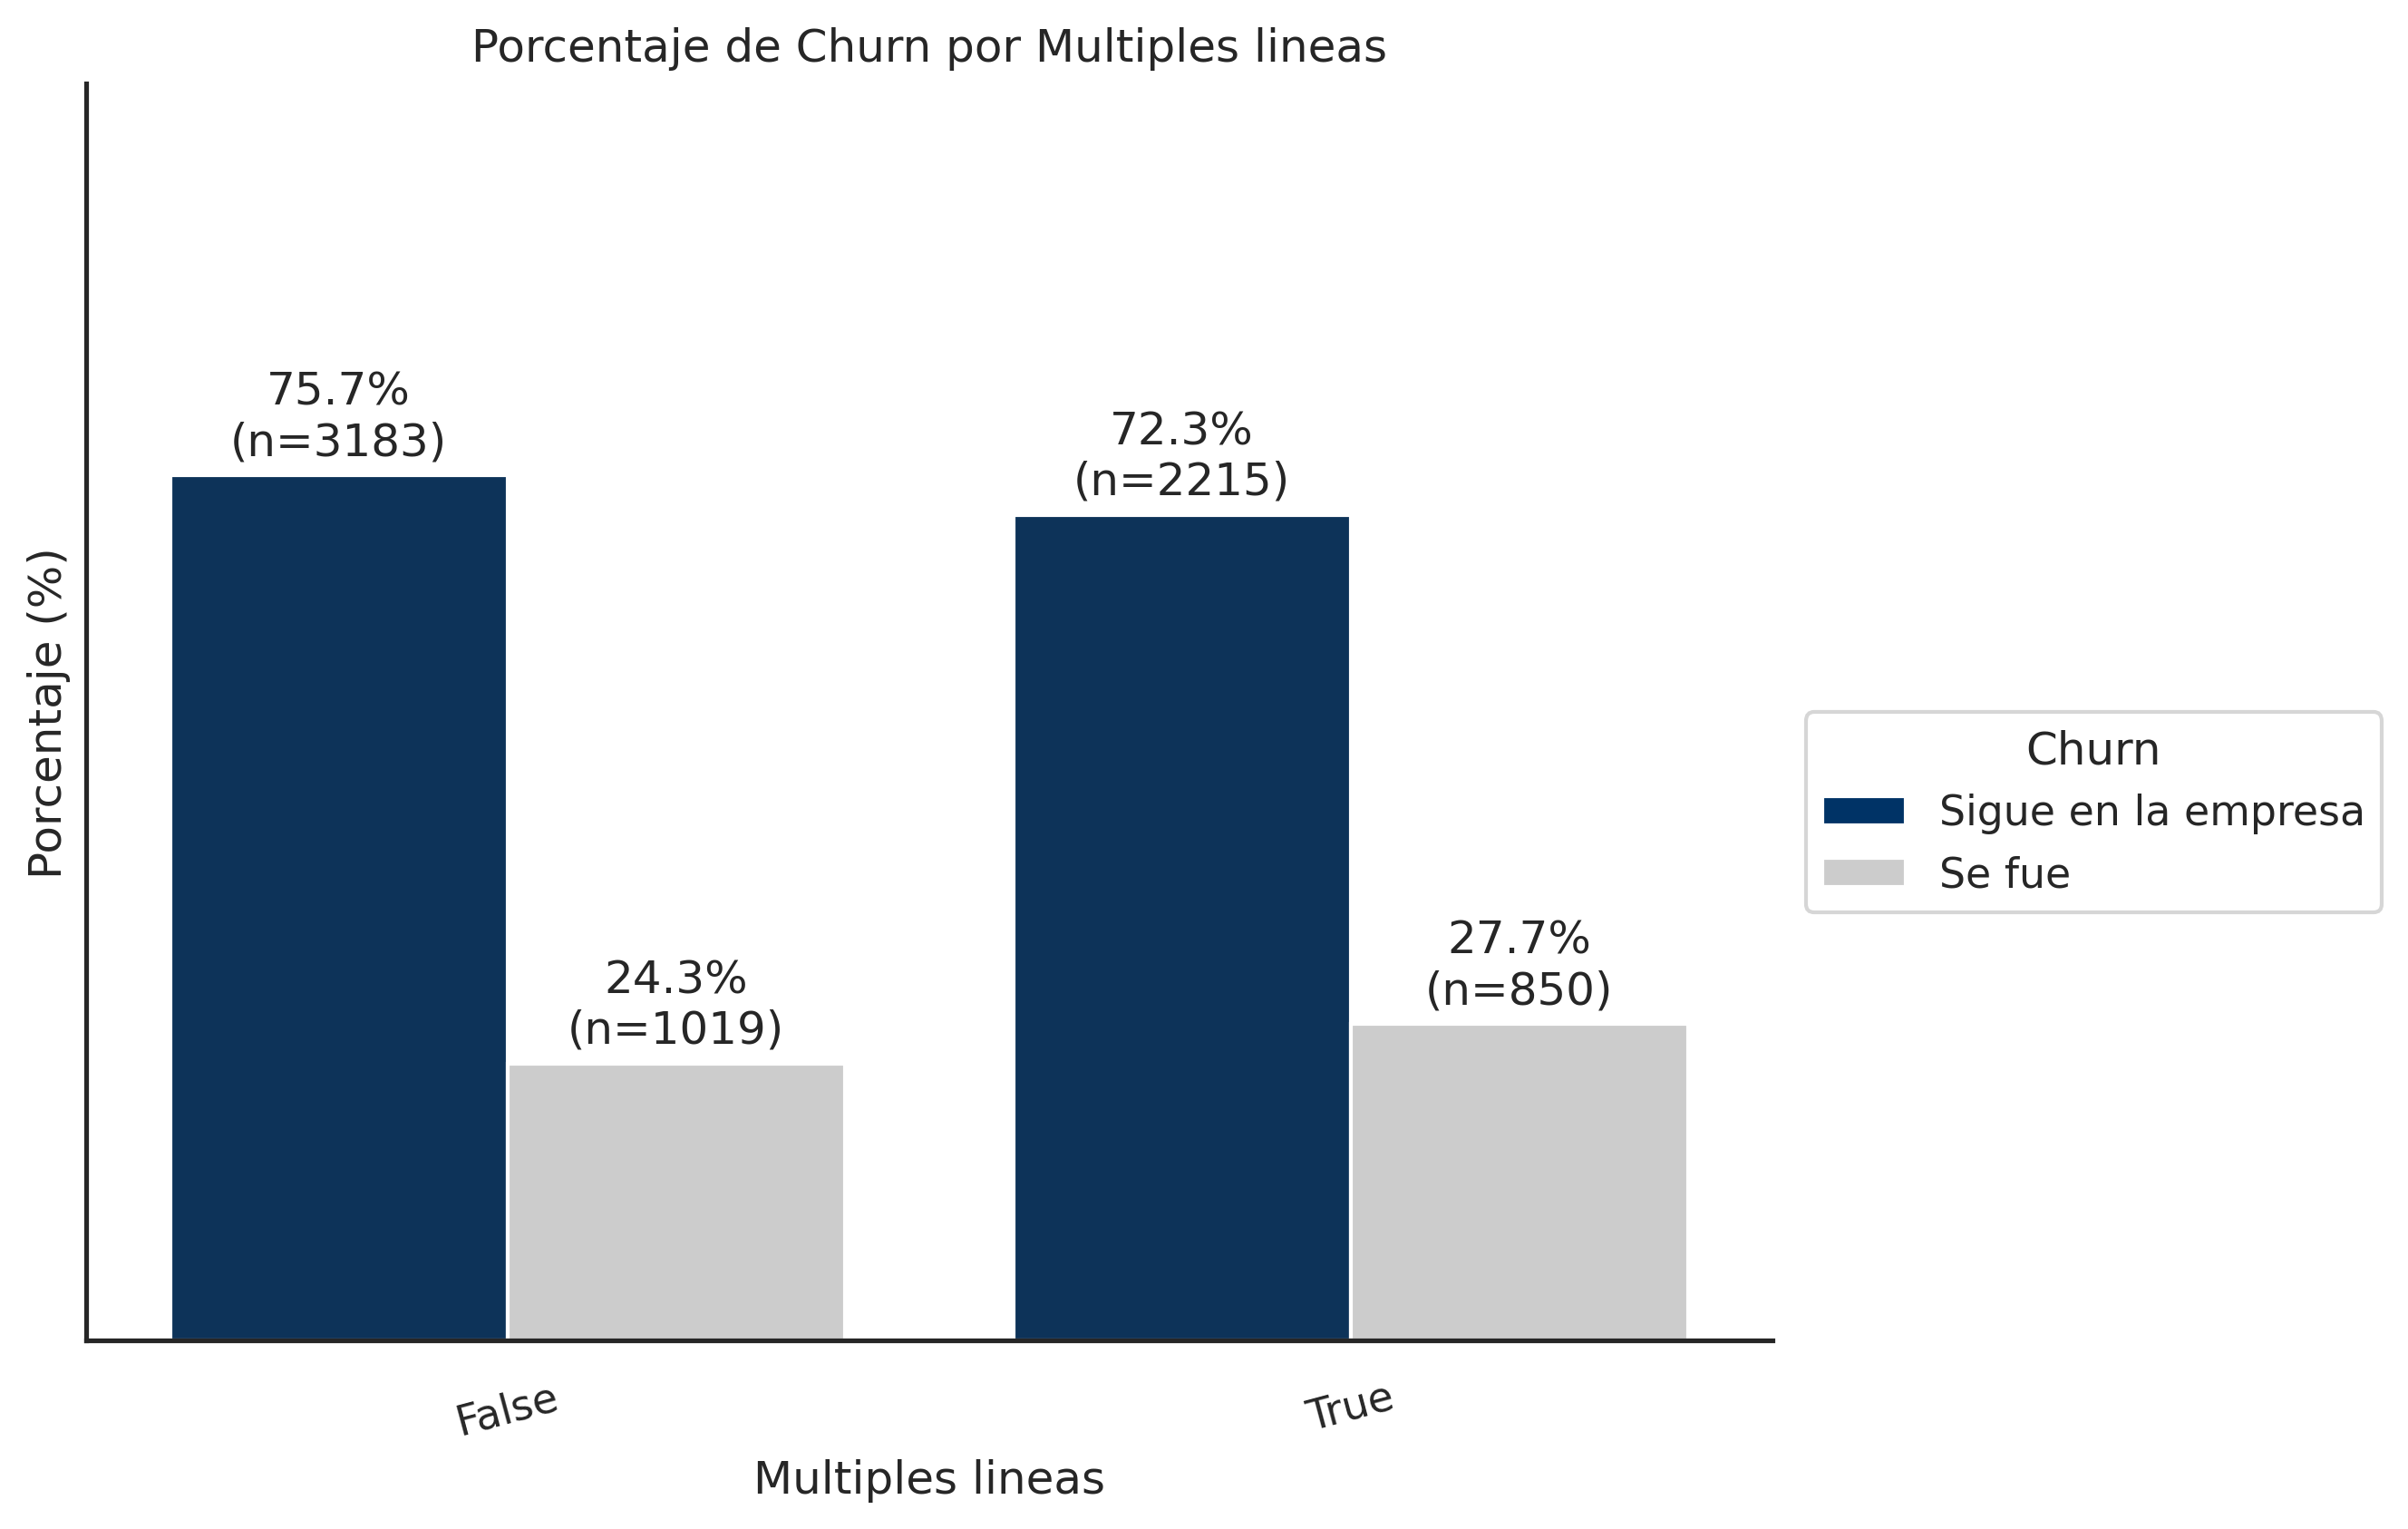 Porcentaje de Churn por Multiples lineas
Porcentaje (%)
75.7%
(n=3183)
24.3%
(n=1019)
72.3%
(n=2215)
27.7%
(n=850)
False
True
Multiples lineas
Churn
Sigue en la empresa
Se fue